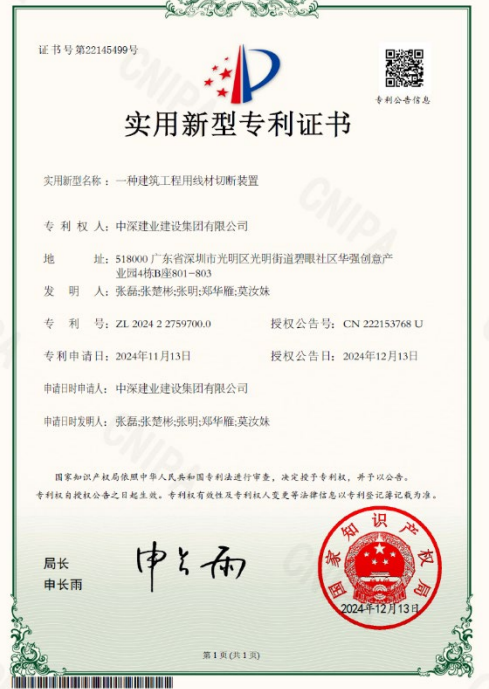 证书号第22145499号
专利公告信息
实用新型专利证书
实用新型名称：一种建筑工程用线材切断装置
专利权人：中深建业建设集团有限公司
地址：518000 广东省深圳市光明区光明街道碧眼社区华强创意产
业园4栋B座801-803
发明人：张磊;张楚彬;张明;郑华雁;莫汝妹
专利号：ZL 2024 2 2759700.0 授权公告号：CN 222153768 U
专利申请日：2024年11月13日 授权公告日：2024年12月13日
申请日时申请人：中深建业建设集团有限公司
申请日时发明人：张磊;张楚彬;张明;郑华雁;莫汝妹
国家知识产权局依照中华人民共和国专利法进行审查，决定授予专利权，并予以公告。
专利权自授权公告之日起生效。专利权有效性及专利权人变更等法律信息以专利登记簿记载为准。
局长
申长雨
申长雨
国家知识产权局
2024年12月13日
第1页(共1页)
CNIPA